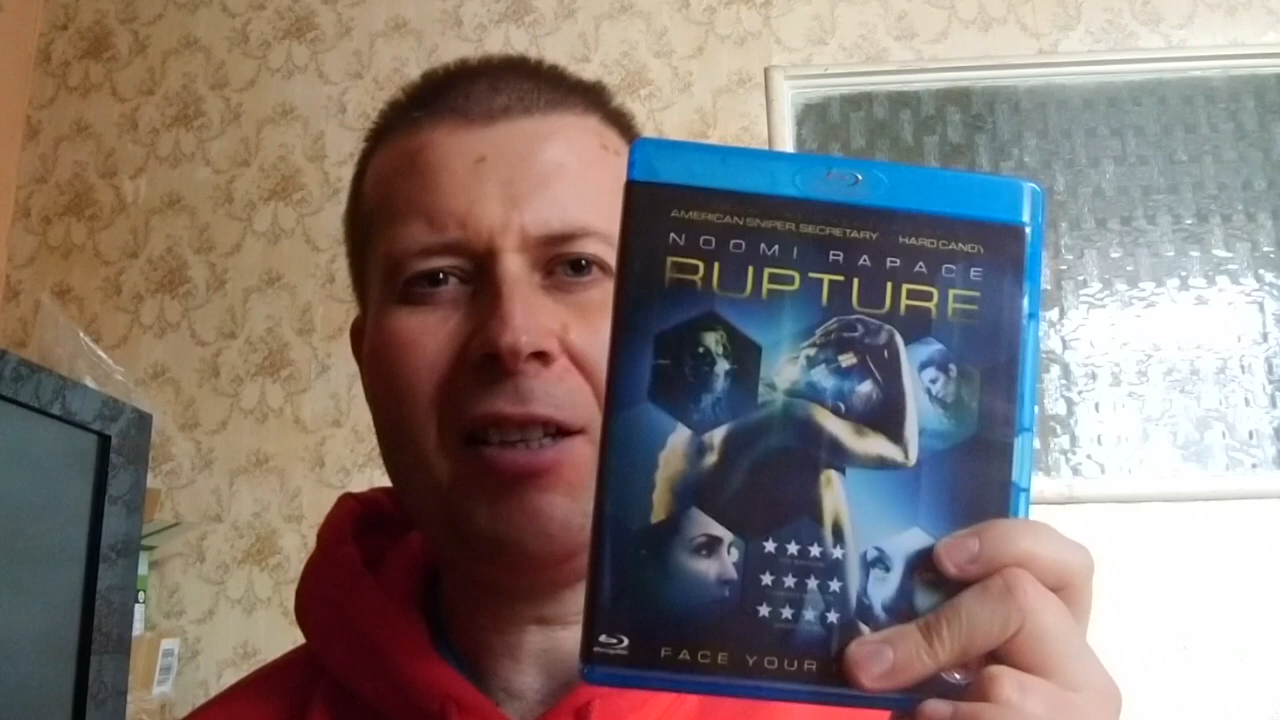 AMERICAN SNIPER, SECRETARY HARD CANDY
NOOMI RAPACE
RUPTURE
FACE YOUR